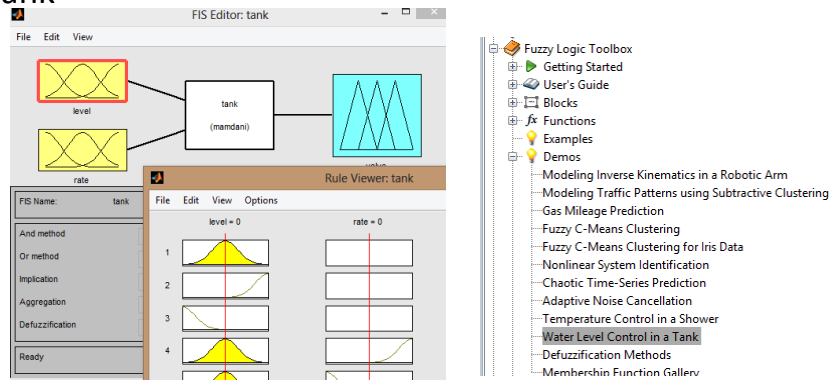 FIS Editor: tank
File Edit View
level
tank
(mamdani)
rate
FIS Name: tank
And method
Or method
Implication
Aggregation
Defuzzification
Ready
Rule Viewer: tank
File Edit View Options
level = 0 rate = 0
1
2
3
4
Fuzzy Logic Toolbox
Getting Started
User's Guide
Blocks
fx Functions
Examples
Demos
Modeling Inverse Kinematics in a Robotic Arm
Modeling Traffic Patterns using Subtractive Clustering
Gas Mileage Prediction
Fuzzy C-Means Clustering
Fuzzy C-Means Clustering for Iris Data
Nonlinear System Identification
Chaotic Time-Series Prediction
Adaptive Noise Cancellation
Temperature Control in a Shower
Water Level Control in a Tank
Defuzzification Methods
Membership Function Gallery